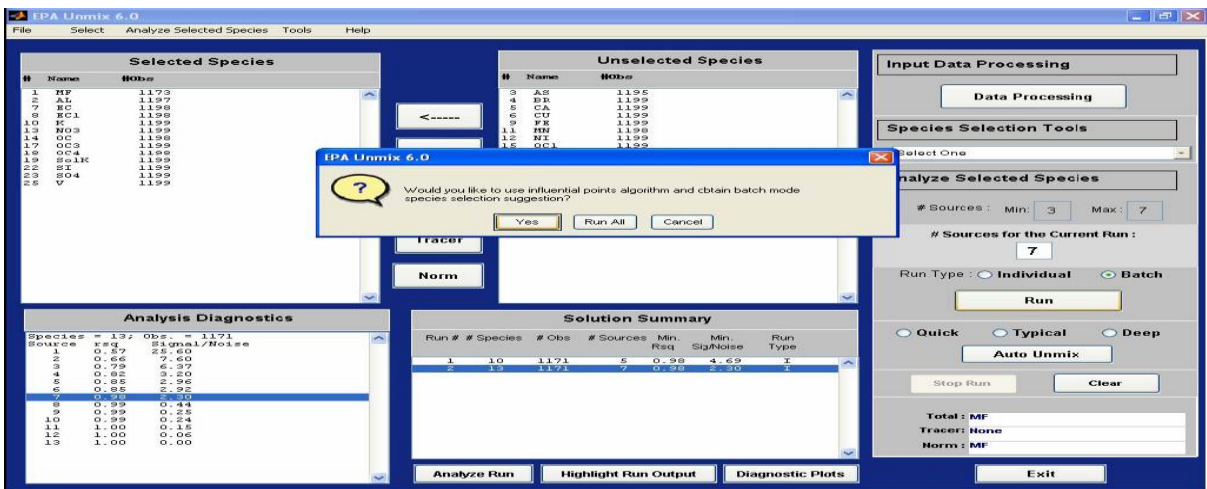 EPA Unmix 6.0
File Select Analyze Selected Species Tools Help
Selected Species
# Name #Obs
1 MF 1173
2 AL 1197
7 EC 1198
8 EC1 1198
10 K 1199
13 NO3 1199
14 OC 1198
17 OC3 1199
18 OC4 1198
19 SolK 1199
22 SI 1199
23 SO4 1199
25 V 1199
<-----
Tracer
Norm
Unselected Species
# Name #Obs
3 AS 1195
4 BR 1199
5 CA 1199
6 CU 1199
9 FE 1199
11 MN 1198
12 NI 1199
15 OC1 1199
EPA Unmix 6.0
Would you like to use influential points algorithm and cbtain batch mode
species selection suggestion?
Yes Run All Cancel
Input Data Processing
Data Processing
Species Selection Tools
Select One
nalyze Selected Species
# Sources : Min: 3 Max: 7
# Sources for the Current Run :
7
Run Type : Individual Batch
Run
Quick Typical Deep
Auto Unmix
Stop Run Clear
Total : MF
Tracer: None
Norm : MF
Exit
Analysis Diagnostics
Species = 13; Obs. = 1171
Source rsq Signal/Noise
1 0.57 25.60
2 0.66 7.60
3 0.79 6.37
4 0.82 3.20
5 0.85 2.96
6 0.85 2.92
7 0.98 2.30
8 0.99 0.44
9 0.99 0.25
10 0.99 0.24
11 1.00 0.15
12 1.00 0.06
13 1.00 0.00
Solution Summary
Run # # Species # Obs # Sources Min. Rsq Min. Sig/Noise Run Type
1 10 1171 5 0.98 4.69 I
2 13 1171 7 0.98 2.30 I
Analyze Run Highlight Run Output Diagnostic Plots